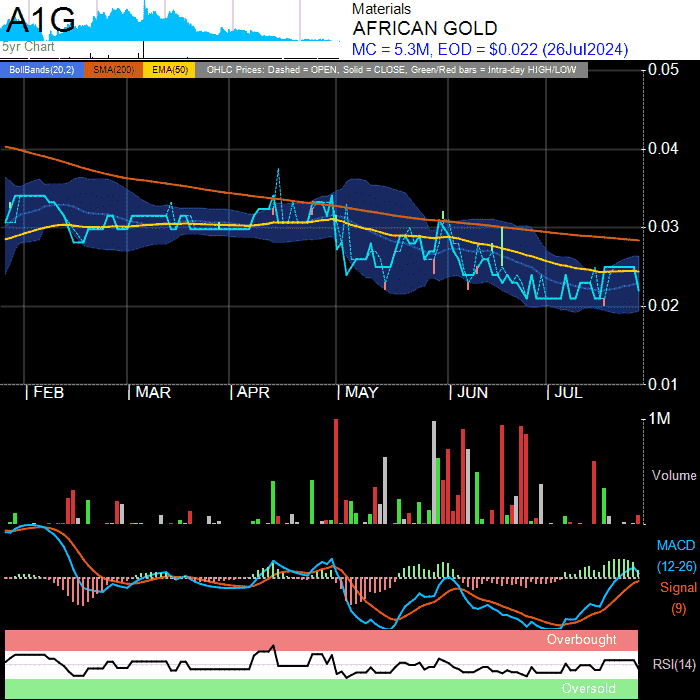 A1G
5yr Chart
Materials
AFRICAN GOLD
MC = 5.3M, EOD = $0.022 (26Jul2024)
BollBands(20,2) SMA(200) EMA(50) OHLC Prices: Dashed = OPEN, Solid = CLOSE, Green/Red bars = Intra-day HIGH/LOW
0.05
0.04
0.03
0.02
0.01
| FEB | MAR | APR | MAY | JUN | JUL
1M
Volume
MACD
(12-26)
Signal
(9)
Overbought
RSI(14)
Oversold